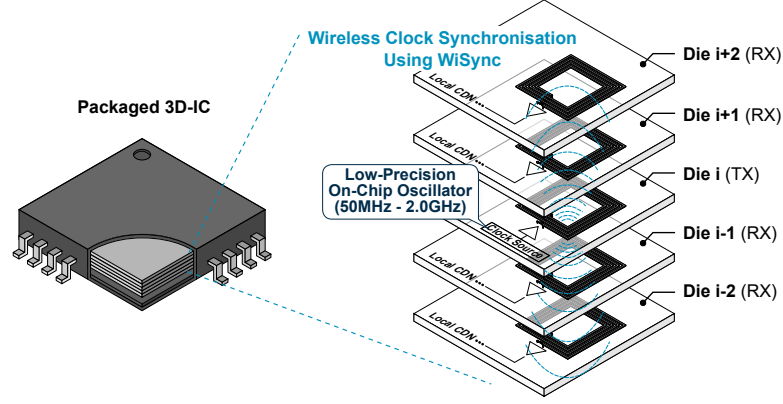 Wireless Clock Synchronisation
Using WiSync
Packaged 3D-IC
Die i+2 (RX)
Local CDN...
Die i+1 (RX)
Local CDN...
Low-Precision
On-Chip Oscillator
(50MHz - 2.0GHz)
Die i (TX)
Clock Source
Die i-1 (RX)
Local CDN...
Die i-2 (RX)
Local CDN...